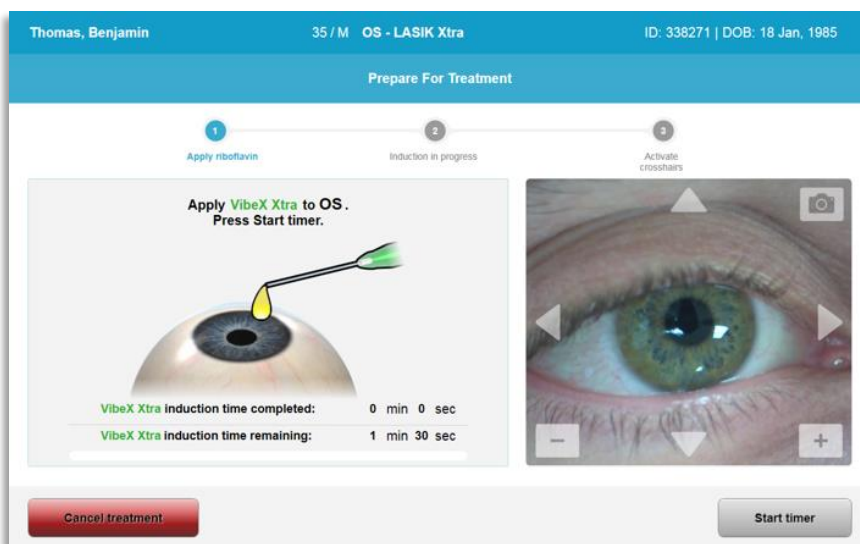 Thomas, Benjamin 35 / M OS - LASIK Xtra ID: 338271 | DOB: 18 Jan, 1985
Prepare For Treatment
1 2 3
Apply riboflavin Induction in progress Activate
crosshairs
Apply VibeX Xtra to OS.
Press Start timer.
VibeX Xtra induction time completed: 0 min 0 sec
VibeX Xtra induction time remaining: 1 min 30 sec
Cancel treatment Start timer